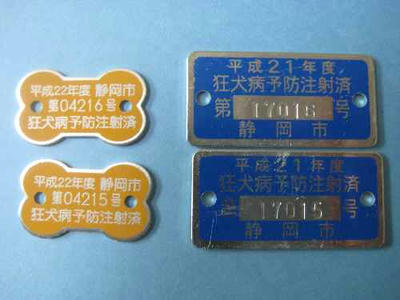 平成22年度 静岡市
第04216号
狂犬病予防注射済
平成22年度 静岡市
第04215号
狂犬病予防注射済
平成21年度
狂犬病予防注射済
第 17016 号
静岡市
平成21年度
狂犬病予防注射済
第 17015 号
静岡市